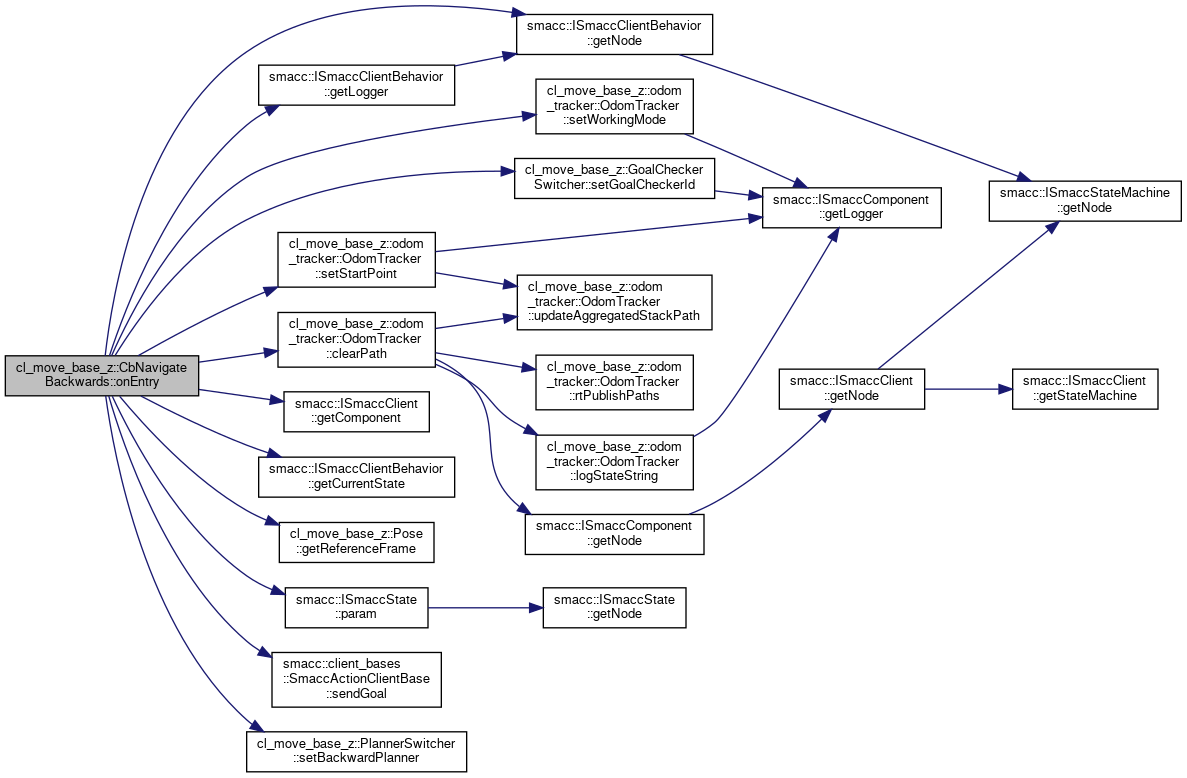 cl_move_base_z::CbNavigate
Backwards::onEntry
smacc::ISmaccClientBehavior
::getNode
smacc::ISmaccClientBehavior
::getLogger
cl_move_base_z::odom
_tracker::OdomTracker
::setWorkingMode
cl_move_base_z::GoalChecker
Switcher::setGoalCheckerId
cl_move_base_z::odom
_tracker::OdomTracker
::setStartPoint
cl_move_base_z::odom
_tracker::OdomTracker
::clearPath
smacc::ISmaccClient
::getComponent
smacc::ISmaccClientBehavior
::getCurrentState
cl_move_base_z::Pose
::getReferenceFrame
smacc::ISmaccState
::param
smacc::client_bases
::SmaccActionClientBase
::sendGoal
cl_move_base_z::PlannerSwitcher
::setBackwardPlanner
cl_move_base_z::odom
_tracker::OdomTracker
::updateAggregatedStackPath
cl_move_base_z::odom
_tracker::OdomTracker
::rtPublishPaths
cl_move_base_z::odom
_tracker::OdomTracker
::logStateString
smacc::ISmaccComponent
::getNode
smacc::ISmaccState
::getNode
smacc::ISmaccComponent
::getLogger
smacc::ISmaccClient
::getNode
smacc::ISmaccStateMachine
::getNode
smacc::ISmaccClient
::getStateMachine